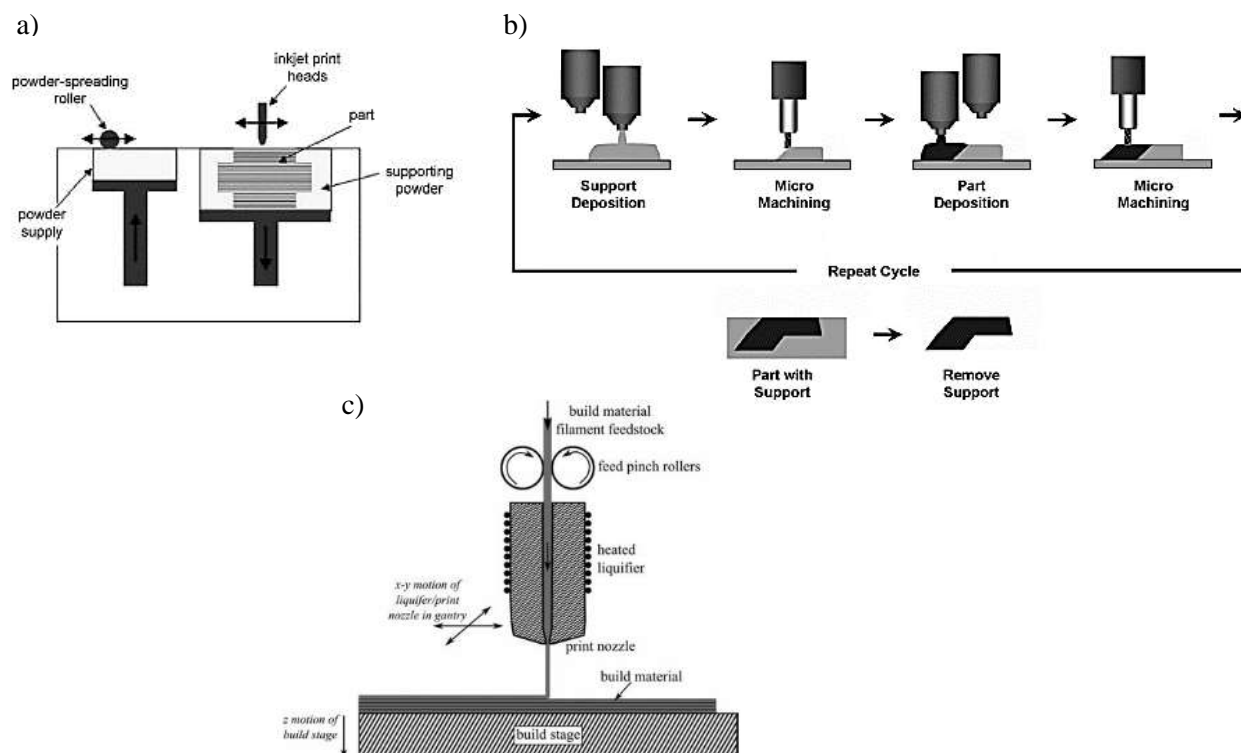 a)
inkjet print
heads
powder-spreading
roller
part
supporting
powder
powder
supply
b)
Support
Deposition
Micro
Machining
Part
Deposition
Micro
Machining
Repeat Cycle
Part with
Support
Remove
Support
c)
build material
filament feedstock
feed pinch rollers
heated
liquifier
x-y motion of
liquifer/print
nozzle in gantry
print nozzle
build material
z motion of
build stage
build stage